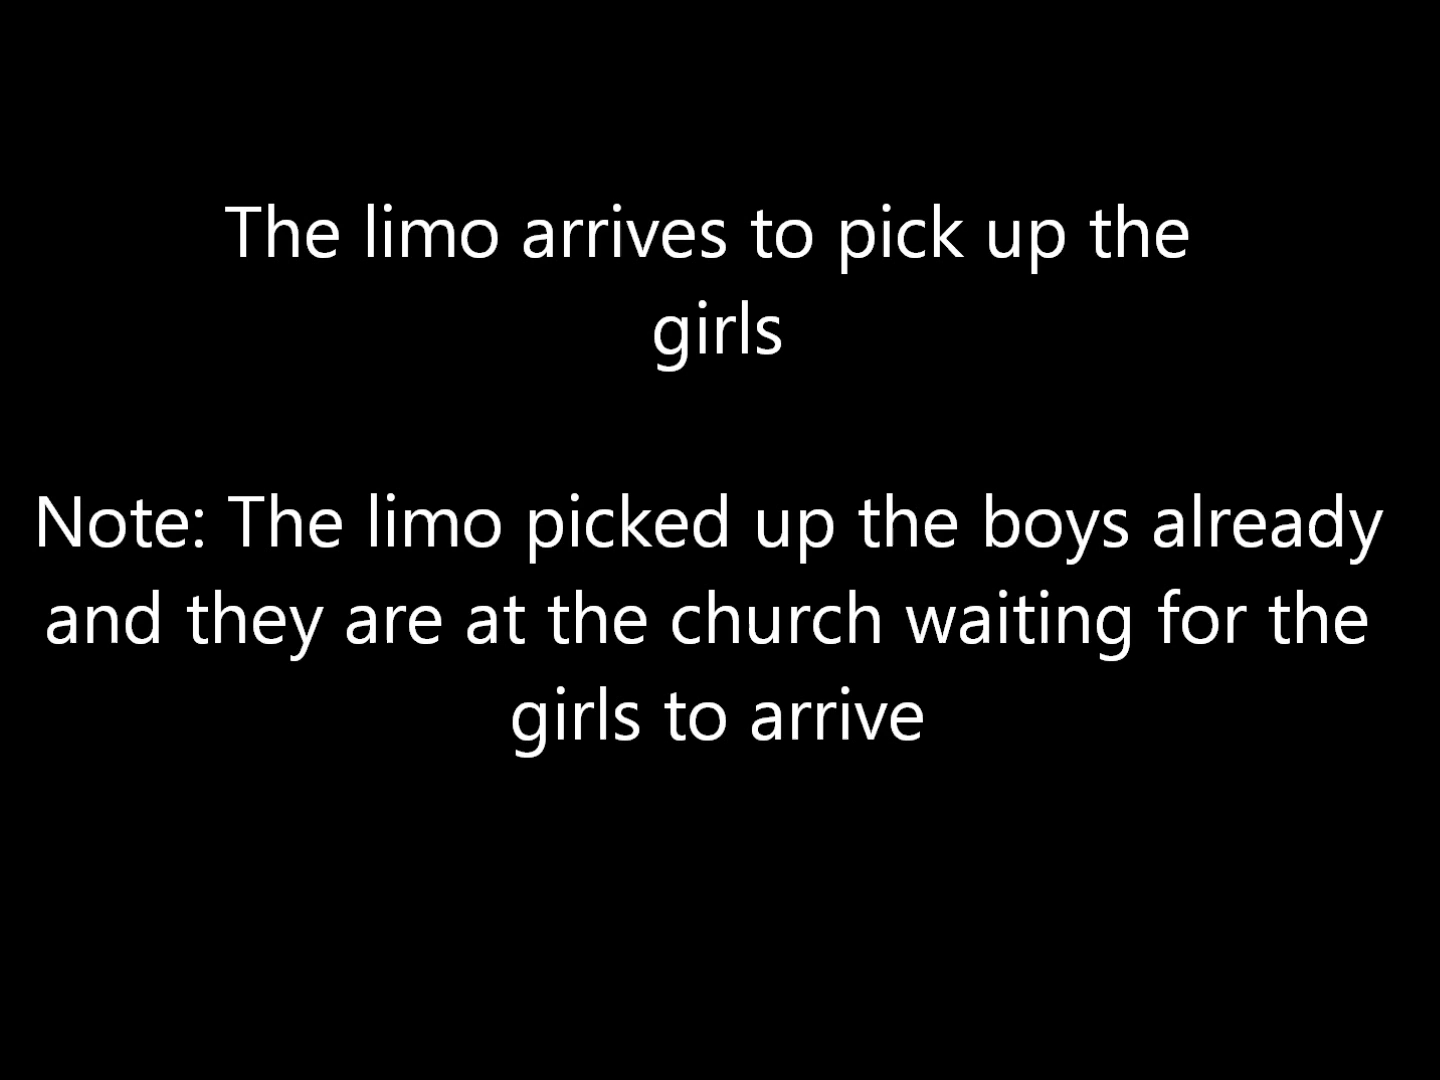 The limo arrives to pick up the
girls
Note: The limo picked up the boys already
and they are at the church waiting for the
girls to arrive